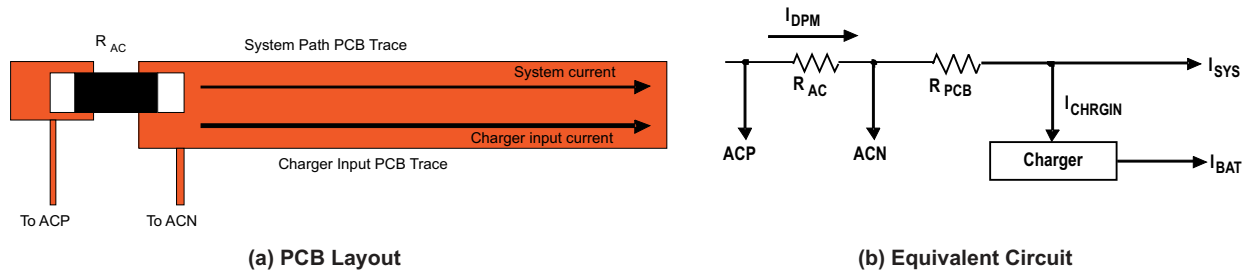 R AC
System Path PCB Trace
System current
Charger input current
Charger Input PCB Trace
To ACP
To ACN
(a) PCB Layout
IDPM
RAC
RPCB
ISYS
ICHRGIN
ACP
ACN
Charger
IBAT
(b) Equivalent Circuit